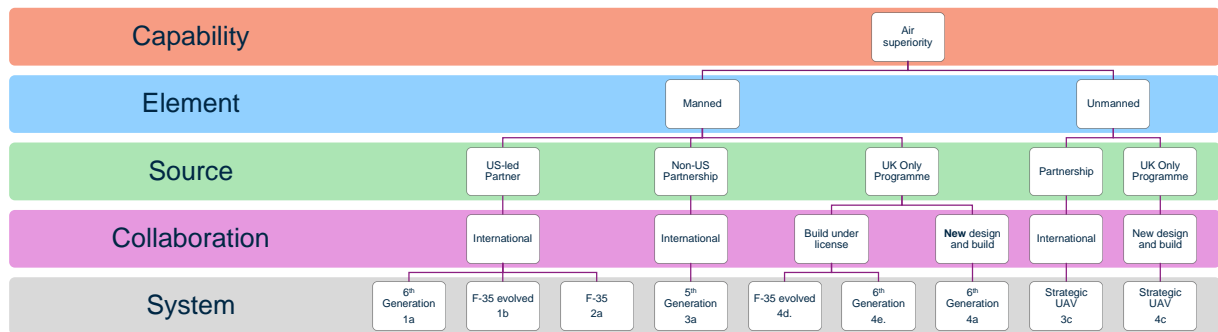 Capability
Air
superiority
Element
Manned
Unmanned
Source
US-led
Partner
Non-US
Partnership
UK Only
Programme
Partnership
UK Only
Programme
Collaboration
International
International
Build under
license
New design
and build
International
New design
and build
System
6th
Generation
1a
F-35 evolved
1b
F-35
2a
5th
Generation
3a
F-35 evolved
4d.
6th
Generation
4e.
6th
Generation
4a
Strategic
UAV
3c
Strategic
UAV
4c